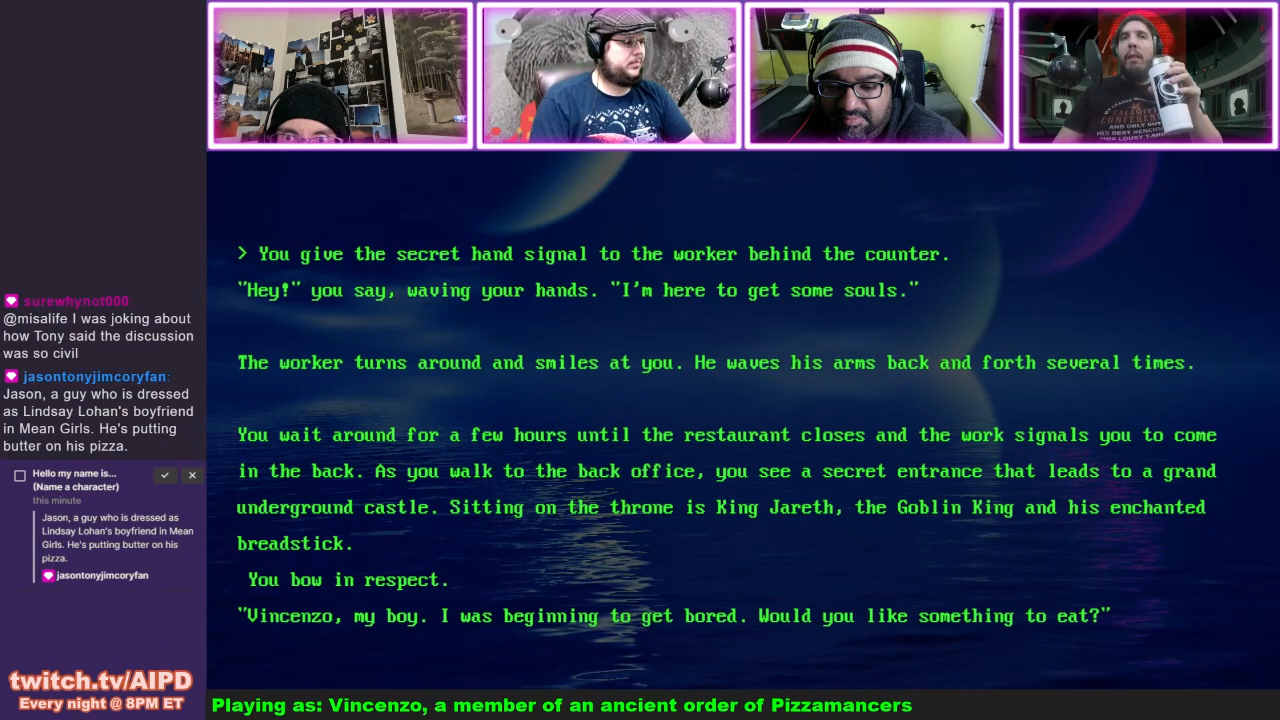 surewhynot000
@misalife I was joking about
how Tony said the discussion
was so civil
jasontonyjimcoryfan:
Jason, a guy who is dressed
as Lindsay Lohan's boyfriend
in Mean Girls. He's putting
butter on his pizza.
Hello my name is...
(Name a character)
this minute
Jason, a guy who is dressed as
Lindsay Lohan's boyfriend in Mean
Girls. He's putting butter on his
pizza.
jasontonyjimcoryfan
twitch.tv/AIPD
Every night @ 8PM ET
> You give the secret hand signal to the worker behind the counter.
"Hey!" you say, waving your hands. "I'm here to get some souls."
The worker turns around and smiles at you. He waves his arms back and forth several times.
You wait around for a few hours until the restaurant closes and the work signals you to come
in the back. As you walk to the back office, you see a secret entrance that leads to a grand
underground castle. Sitting on the throne is King Jareth, the Goblin King and his enchanted
breadstick.
You bow in respect.
"Vincenzo, my boy. I was beginning to get bored. Would you like something to eat?"
Playing as: Vincenzo, a member of an ancient order of Pizzamancers